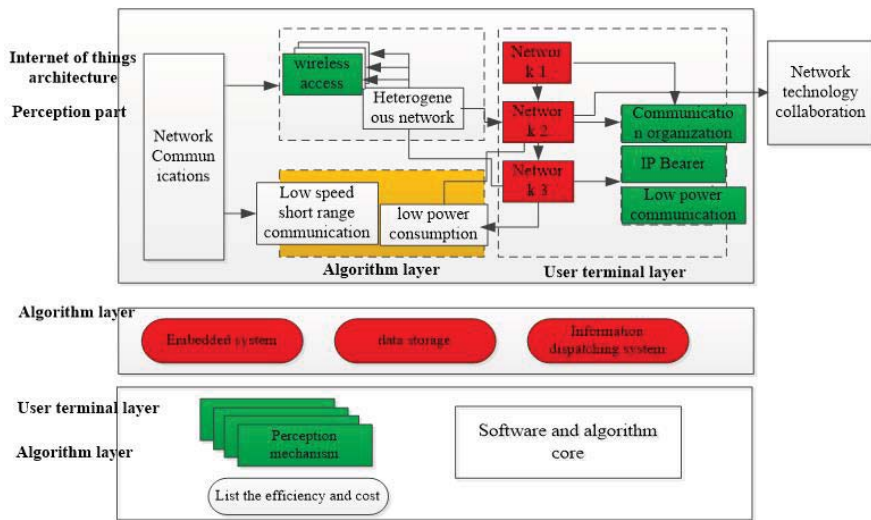 Internet of things
architecture
Perception part
Network
Communications
wireless
access
Heterogene
ous network
Low speed
short range
communication
low power
consumption
Algorithm layer
Networ
k 1
Networ
k 2
Networ
k 3
Communicatio
n organization
IP Bearer
Low power
communication
User terminal layer
Network
technology
collaboration
Algorithm layer
Embedded system
data storage
Information
dispatching system
User terminal layer
Algorithm layer
Perception
mechanism
List the efficiency and cost
Software and algorithm
core